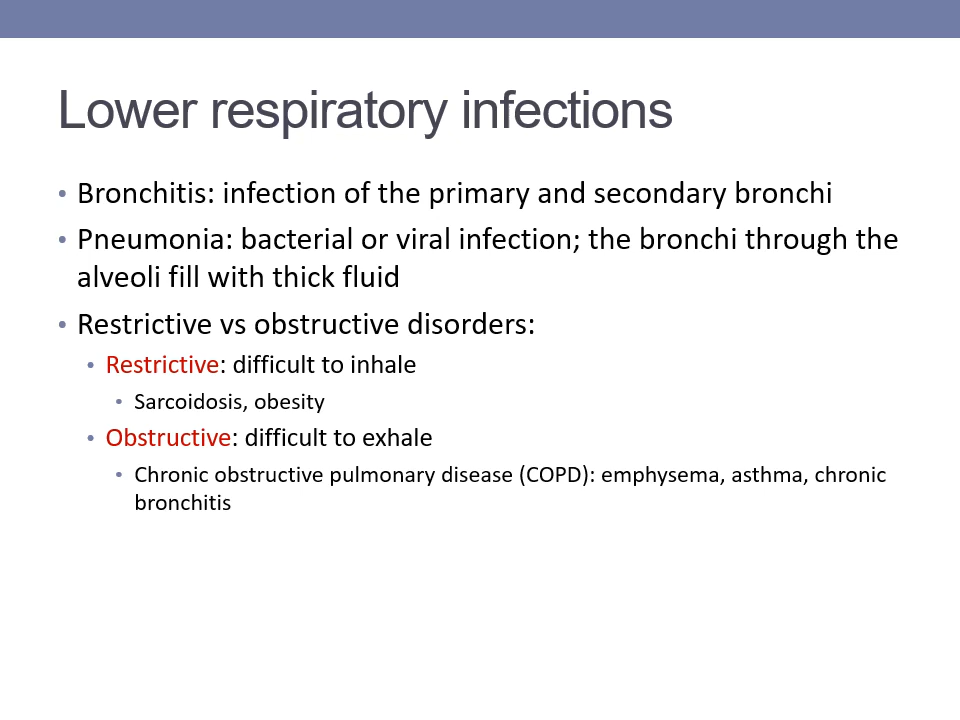 Lower respiratory infections
• Bronchitis: infection of the primary and secondary bronchi
• Pneumonia: bacterial or viral infection; the bronchi through the
alveoli fill with thick fluid
• Restrictive vs obstructive disorders:
• Restrictive: difficult to inhale
• Sarcoidosis, obesity
• Obstructive: difficult to exhale
• Chronic obstructive pulmonary disease (COPD): emphysema, asthma, chronic
bronchitis